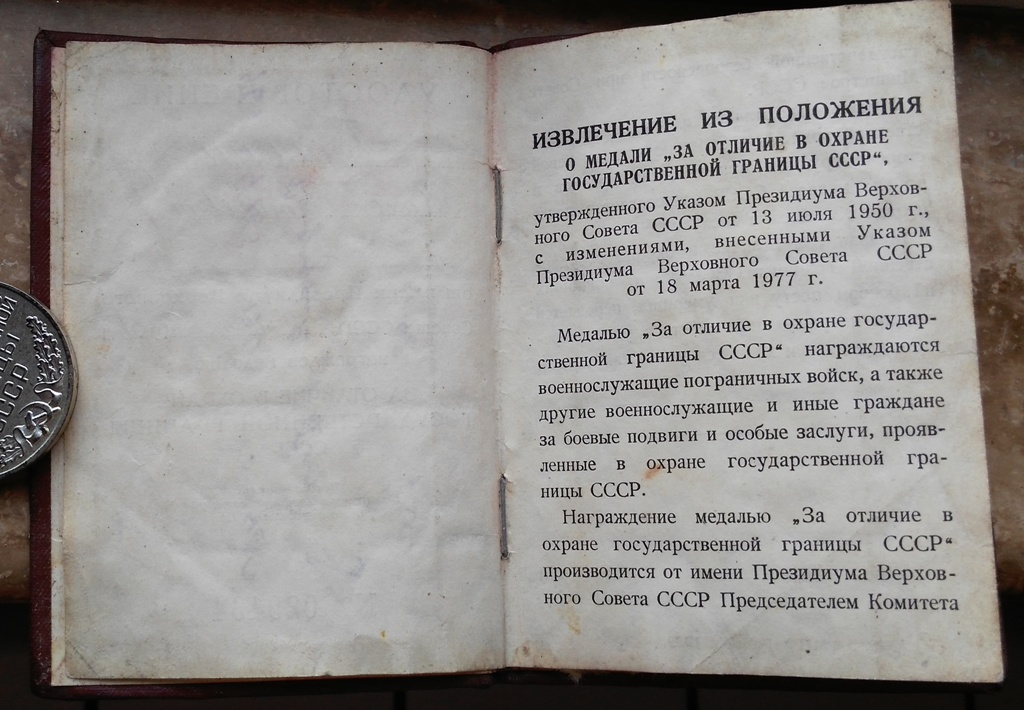 ИЗВЛЕЧЕНИЕ ИЗ ПОЛОЖЕНИЯ
О МЕДАЛИ „ЗА ОТЛИЧИЕ В ОХРАНЕ
ГОСУДАРСТВЕННОЙ ГРАНИЦЫ СССР“,
утвержденного Указом Президиума Верхов-
ного Совета СССР от 13 июля 1950 г.,
с изменениями, внесенными Указом
Президиума Верховного Совета СССР
от 18 марта 1977 г.
Медалью „За отличие в охране государ-
ственной границы СССР“ награждаются
военнослужащие пограничных войск, а также
другие военнослужащие и иные граждане
за боевые подвиги и особые заслуги, прояв-
ленные в охране государственной гра-
ницы СССР.
Награждение медалью „За отличие в
охране государственной границы СССР“
производится от имени Президиума Верхов-
ного Совета СССР Председателем Комитета
СССР